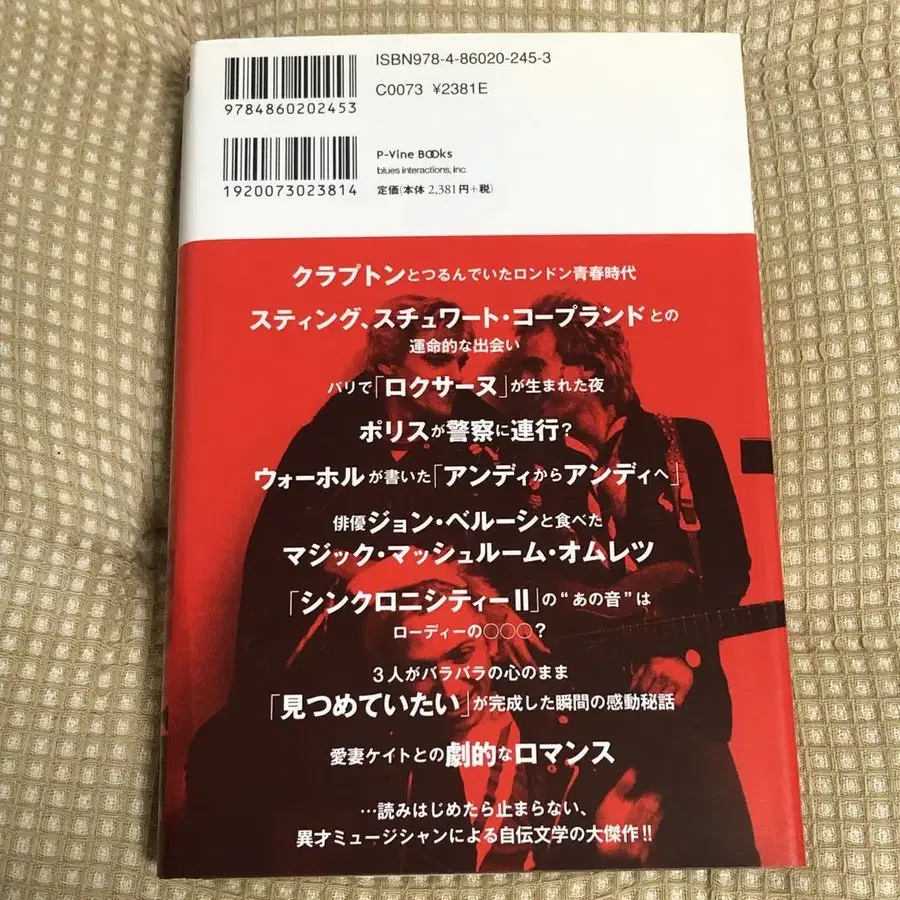 ISBN978-4-86020-245-3
9784860202453
C0073 ¥2381E
P-Vine BOOks
blues interactions, inc.
1920073023814
定価(本体 2,381円+税)
クラプトンとつるんでいたロンドン青春時代
スティング、スチュワート・コープランドとの
運命的な出会い
パリで「ロクサーヌ」が生まれた夜
ポリスが警察に連行?
ウォーホルが書いた「アンディからアンディへ」
俳優ジョン・ベルーシと食べた
マジック・マッシュルーム・オムレツ
「シンクロニシティーII」の“あの音”は
ローディーの○○○?
3人がバラバラの心のまま
「見つめていたい」が完成した瞬間の感動秘話
愛妻ケイトとの劇的なロマンス
…読みはじめたら止まらない、
異才ミュージシャンによる自伝文学の大傑作!!